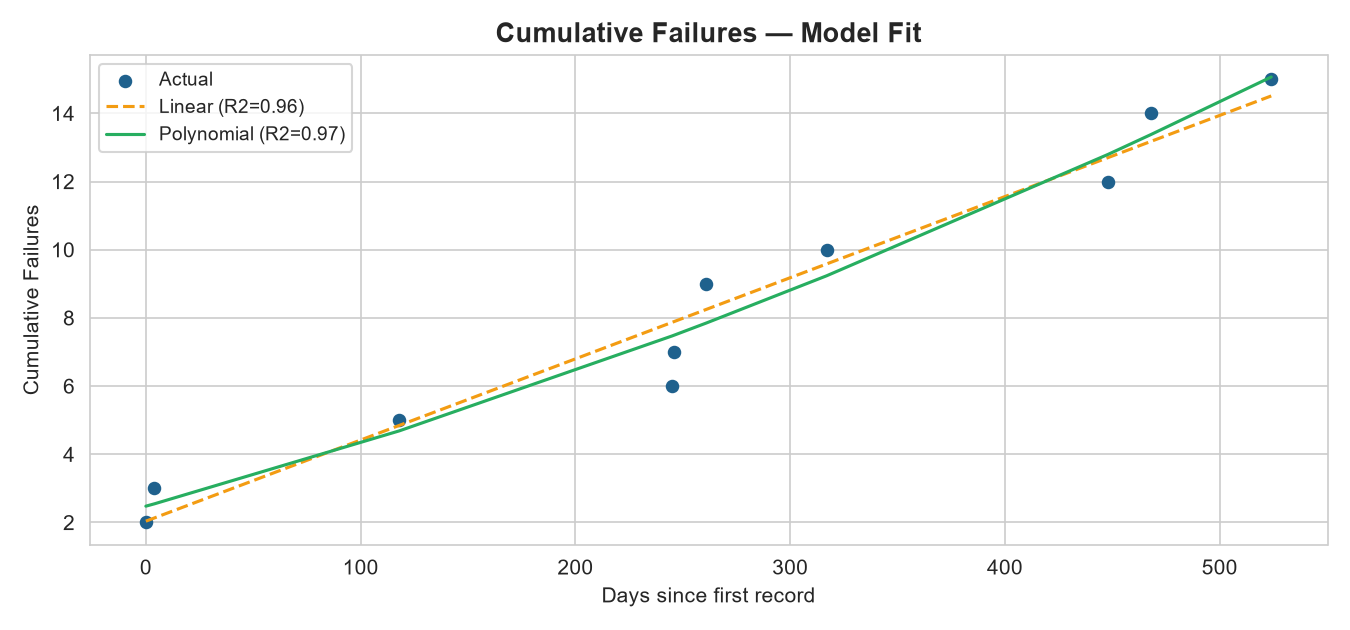 Cumulative Failures — Model Fit
Actual
Linear (R2=0.96)
Polynomial (R2=0.97)
Cumulative Failures
14
12
10
8
6
4
2
0 100 200 300 400 500
Days since first record